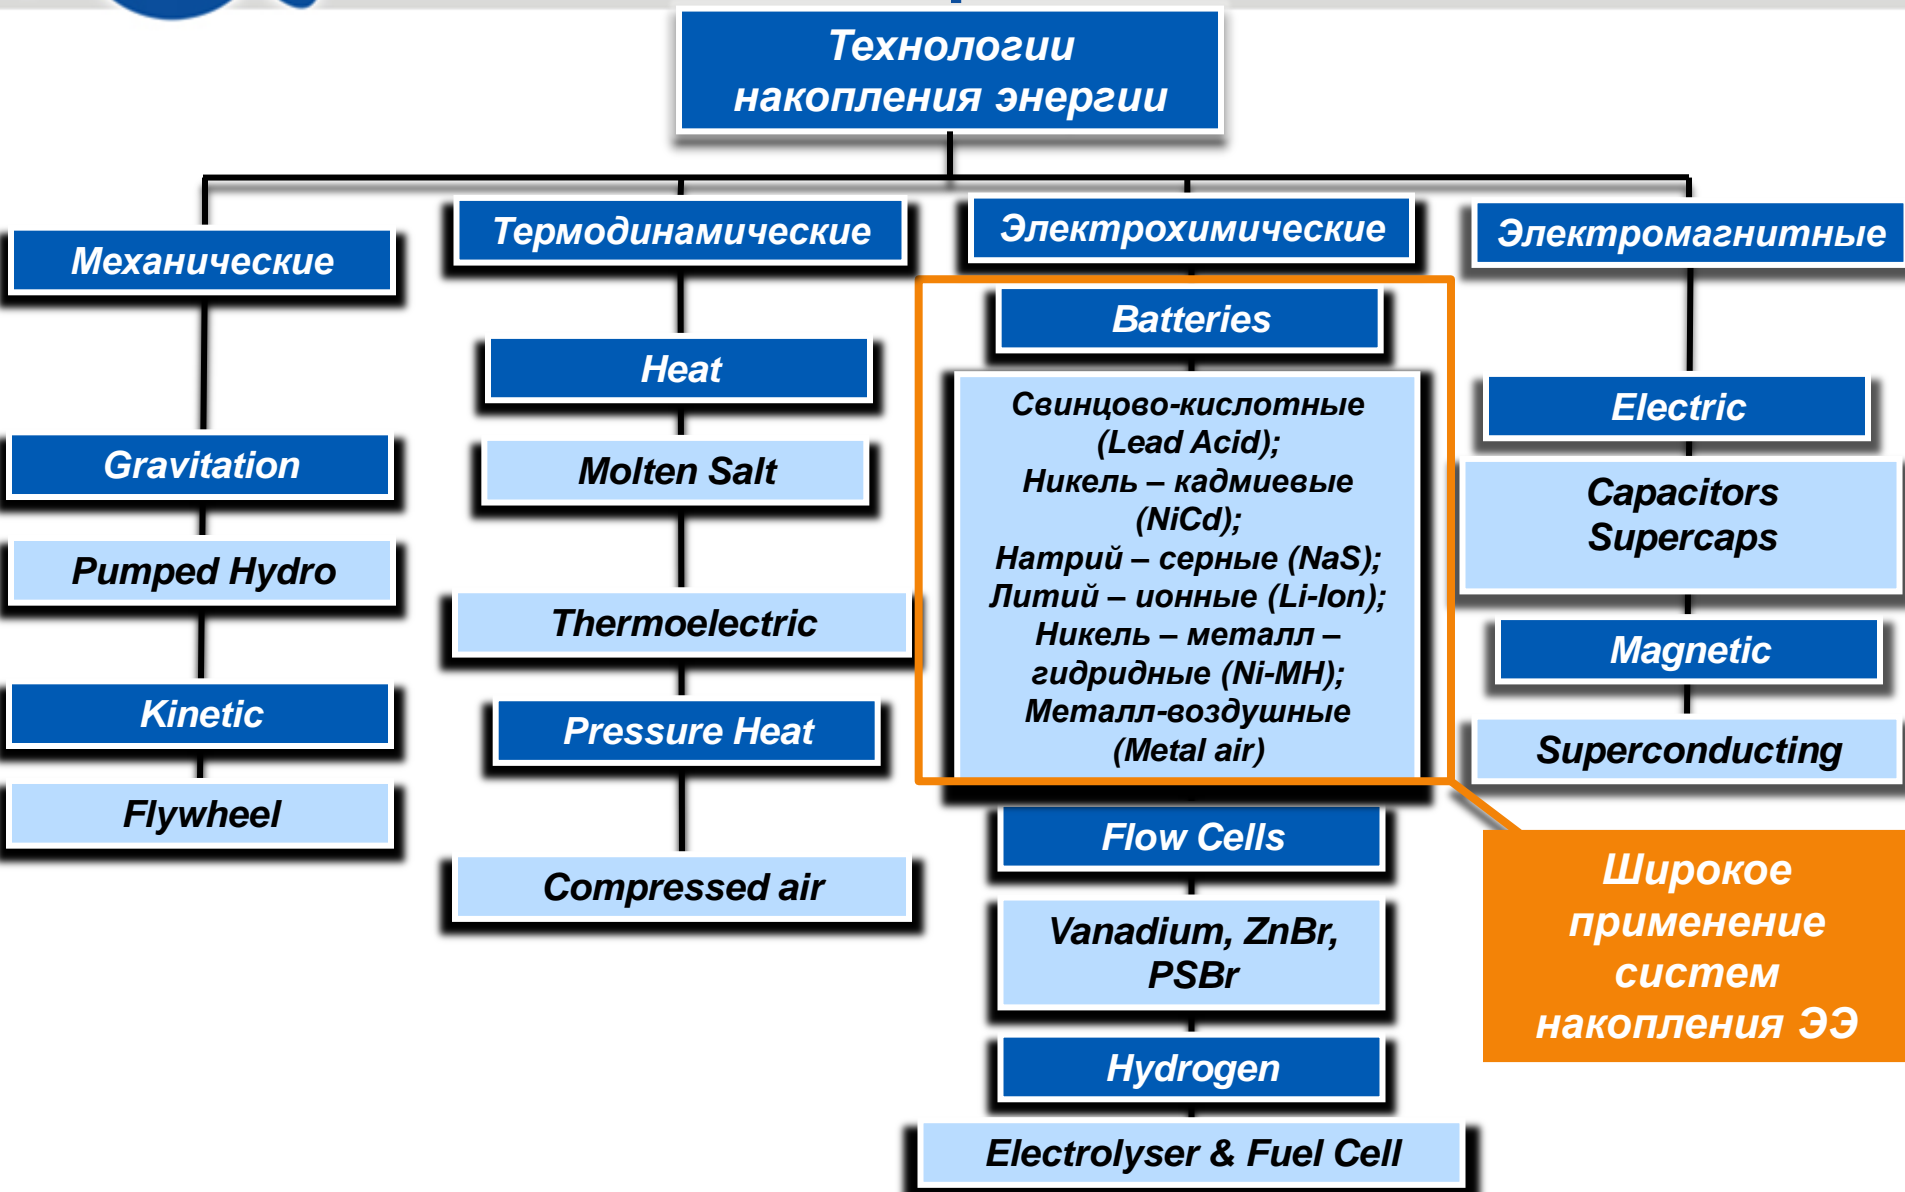 Технологии
накопления энергии
Механические
Gravitation
Pumped Hydro
Kinetic
Flywheel
Термодинамические
Heat
Molten Salt
Thermoelectric
Pressure Heat
Compressed air
Электрохимические
Batteries
Свинцово-кислотные
(Lead Acid);
Никель – кадмиевые
(NiCd);
Натрий – серные (NaS);
Литий – ионные (Li-Ion);
Никель – металл –
гидридные (Ni-MH);
Металл-воздушные
(Metal air)
Flow Cells
Vanadium, ZnBr,
PSBr
Hydrogen
Electrolyser & Fuel Cell
Электромагнитные
Electric
Capacitors
Supercaps
Magnetic
Superconducting
Широкое
применение
систем
накопления ЭЭ